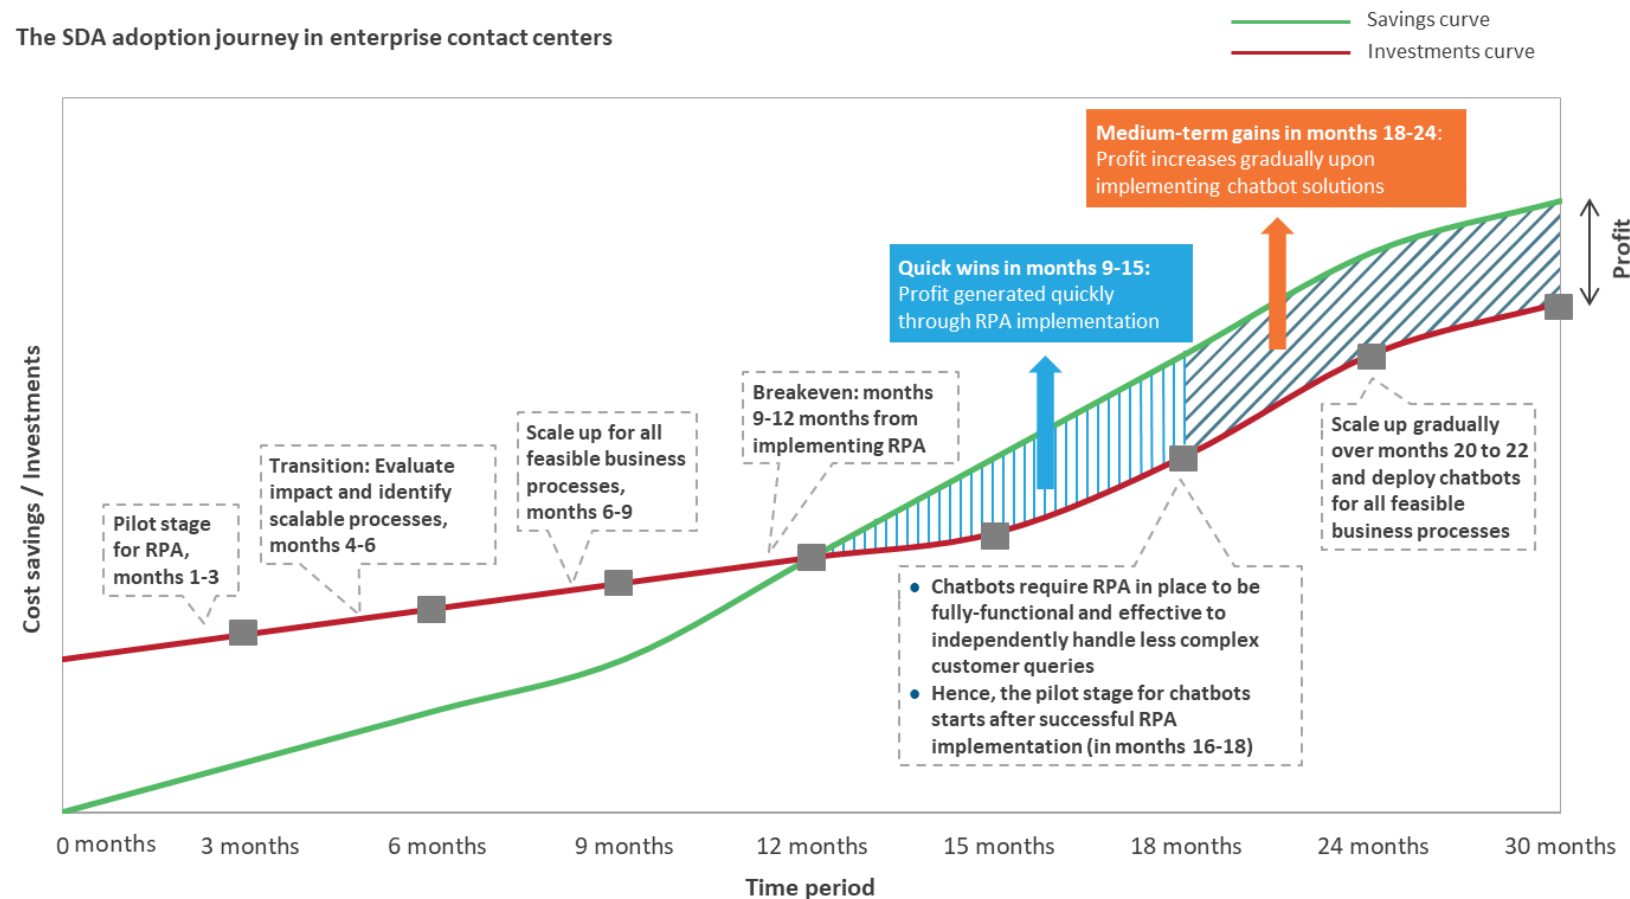 The SDA adoption journey in enterprise contact centers
Savings curve
Investments curve
Medium-term gains in months 18-24:
Profit increases gradually upon
implementing chatbot solutions
Quick wins in months 9-15:
Profit generated quickly
through RPA implementation
Profit
Cost savings / Investments
Breakeven: months
9-12 months from
implementing RPA
Scale up for all
feasible business
processes,
months 6-9
Transition: Evaluate
impact and identify
scalable processes,
months 4-6
Pilot stage
for RPA,
months 1-3
Scale up gradually
over months 20 to 22
and deploy chatbots
for all feasible
business processes
● Chatbots require RPA in place to be
fully-functional and effective to
independently handle less complex
customer queries
● Hence, the pilot stage for chatbots
starts after successful RPA
implementation (in months 16-18)
0 months 3 months 6 months 9 months 12 months 15 months 18 months 24 months 30 months
Time period